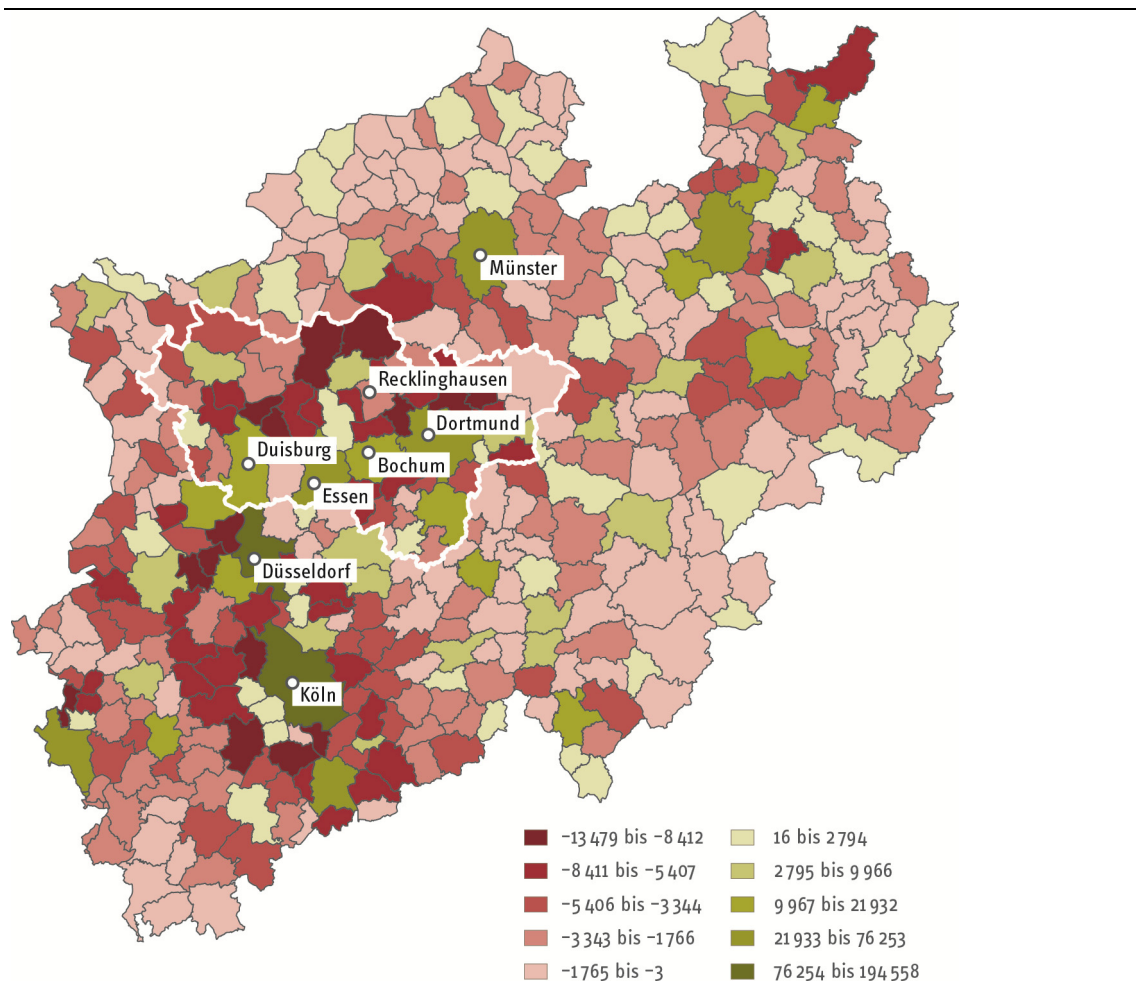 Münster
Recklinghausen
Dortmund
Duisburg
Bochum
Essen
Düsseldorf
Köln
−13 479 bis −8 412
−8 411 bis −5 407
−5 406 bis −3 344
−3 343 bis −1 766
−1 765 bis −3
16 bis 2 794
2 795 bis 9 966
9 967 bis 21 932
21 933 bis 76 253
76 254 bis 194 558